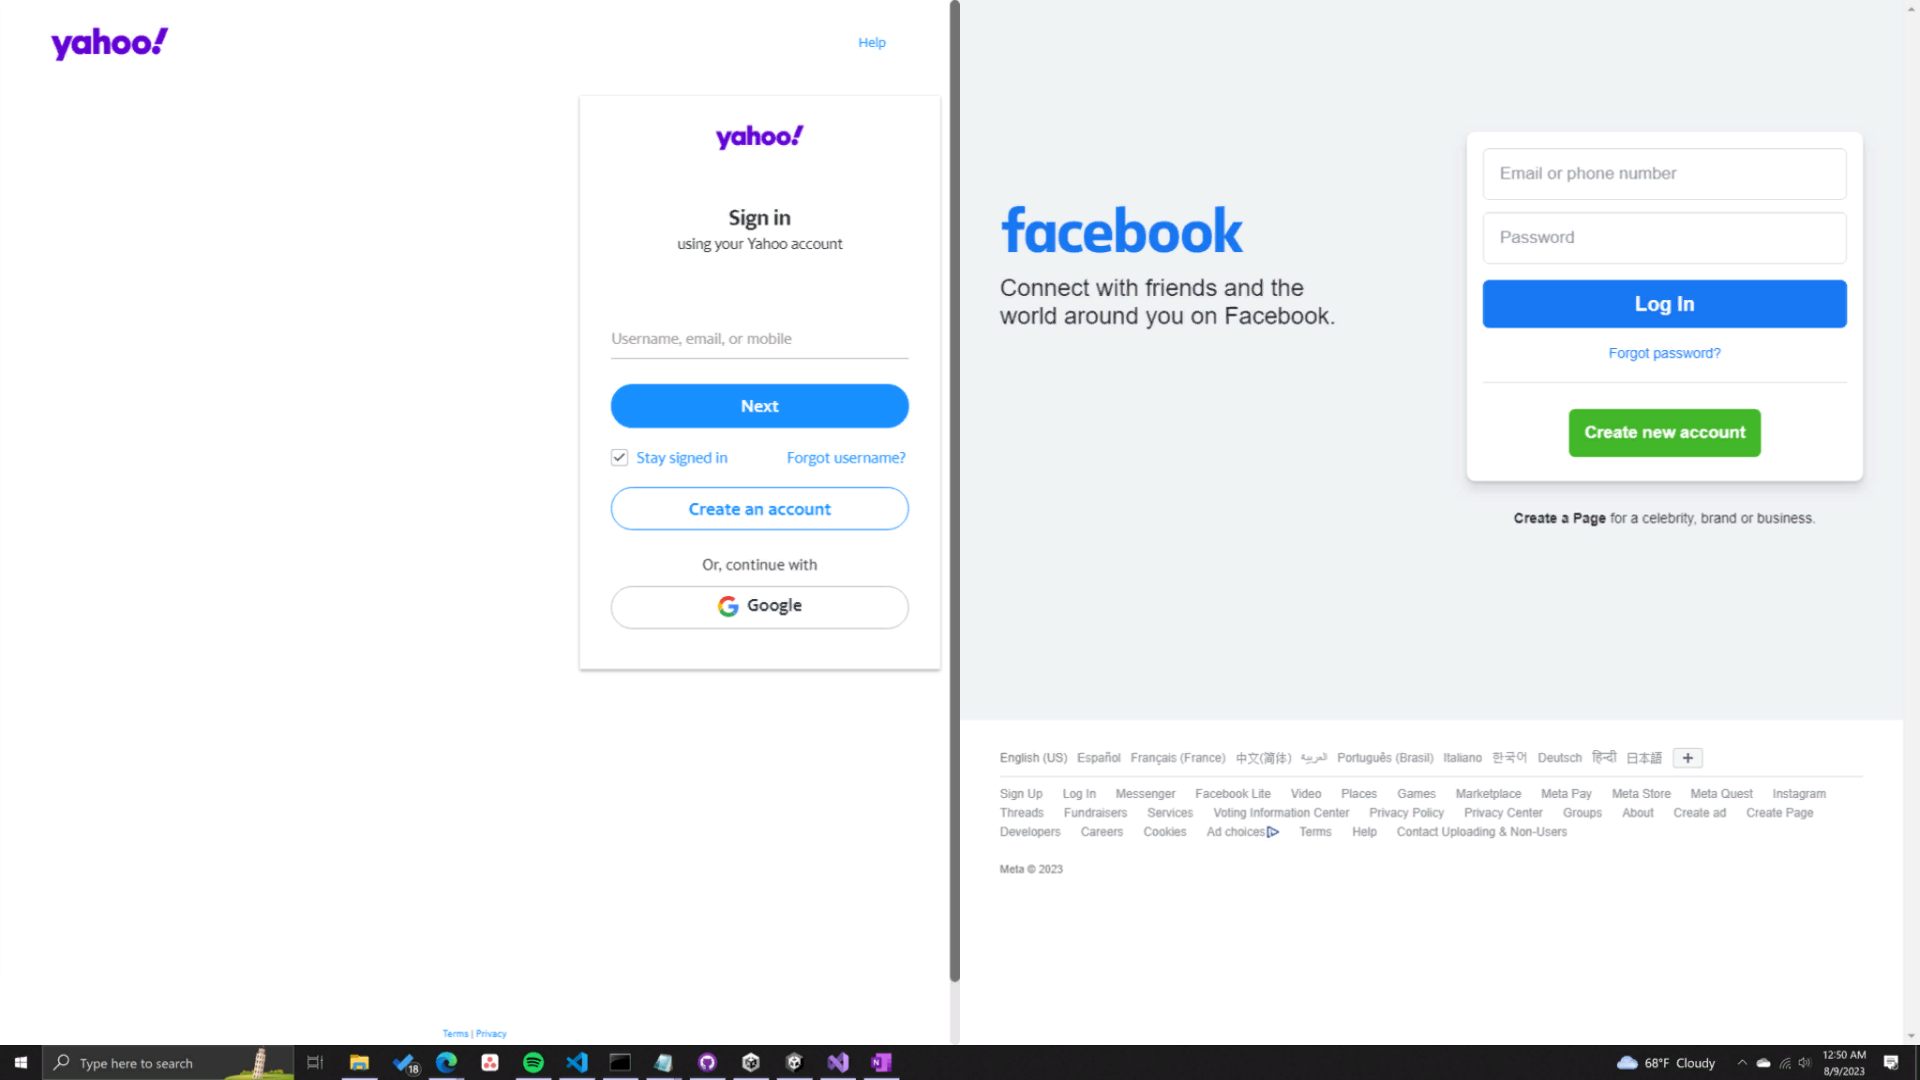 yahoo!
Help
yahoo!
Sign in
using your Yahoo account
Username, email, or mobile
Next
Stay signed in
Forgot username?
Create an account
Or, continue with
Google
Terms | Privacy
facebook
Connect with friends and the
world around you on Facebook.
Email or phone number
Password
Log In
Forgot password?
Create new account
Create a Page for a celebrity, brand or business.
English (US) Español Français (France) 中文(简体) العربية Português (Brasil) Italiano 한국어 Deutsch हिन्दी 日本語 +
Sign Up Log In Messenger Facebook Lite Video Places Games Marketplace Meta Pay Meta Store Meta Quest Instagram
Threads Fundraisers Services Voting Information Center Privacy Policy Privacy Center Groups About Create ad Create Page
Developers Careers Cookies Ad choices Terms Help Contact Uploading & Non-Users
Meta © 2023
Type here to search
18
N
68°F Cloudy
12:50 AM
8/9/2023